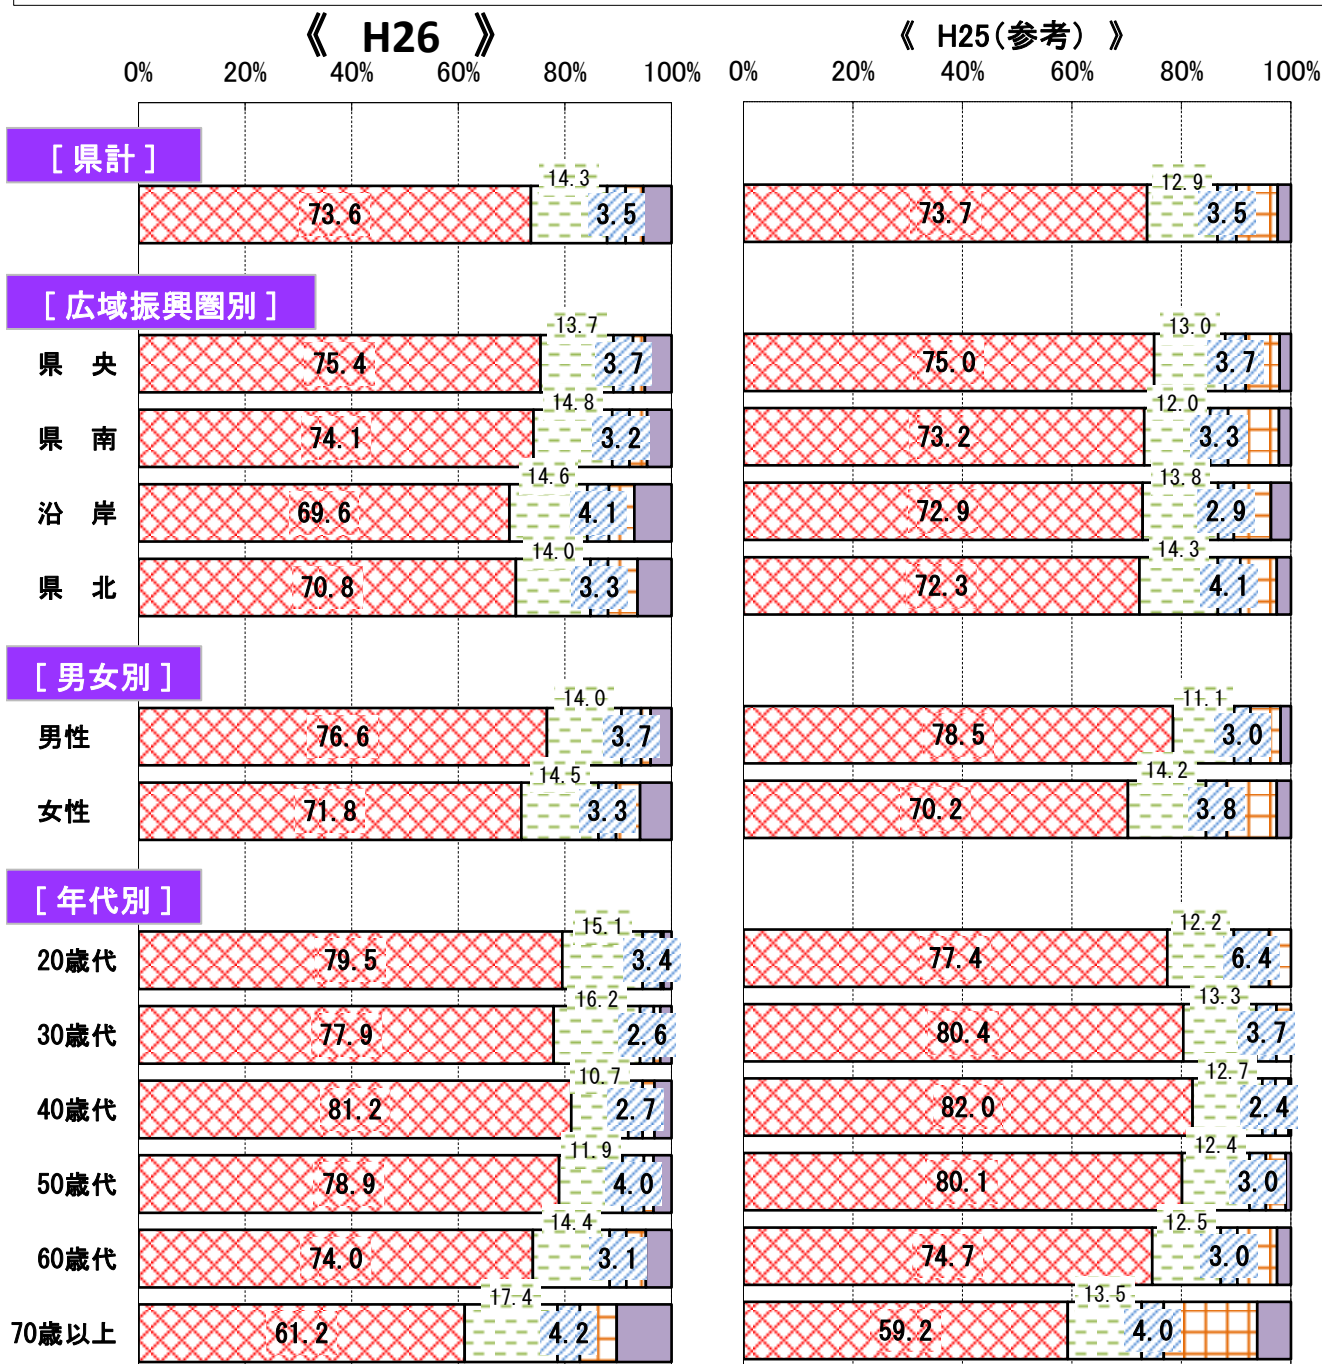 《 H26 》 《 H25(参考) 》
0% 20% 40% 60% 80% 100% 0% 20% 40% 60% 80% 100%
[ 県計 ]
14.3 12.9
73.6 3.5 73.7 3.5
[ 広域振興圏別 ]
13.7 13.0
県 央 75.4 3.7 75.0 3.7
14.8 12.0
県 南 74.1 3.2 73.2 3.3
14.6 13.8
沿 岸 69.6 4.1 72.9 2.9
14.0 14.3
県 北 70.8 3.3 72.3 4.1
[ 男女別 ]
14.0 11.1
男性 76.6 3.7 78.5 3.0
14.5 14.2
女性 71.8 3.3 70.2 3.8
[ 年代別 ]
15.1 12.2
20歳代 79.5 3.4 77.4 6.4
16.2 13.3
30歳代 77.9 2.6 80.4 3.7
10.7 12.7
40歳代 81.2 2.7 82.0 2.4
11.9 12.4
50歳代 78.9 4.0 80.1 3.0
14.4 12.5
60歳代 74.0 3.1 74.7 3.0
17.4 13.5
70歳以上 61.2 4.2 59.2 4.0